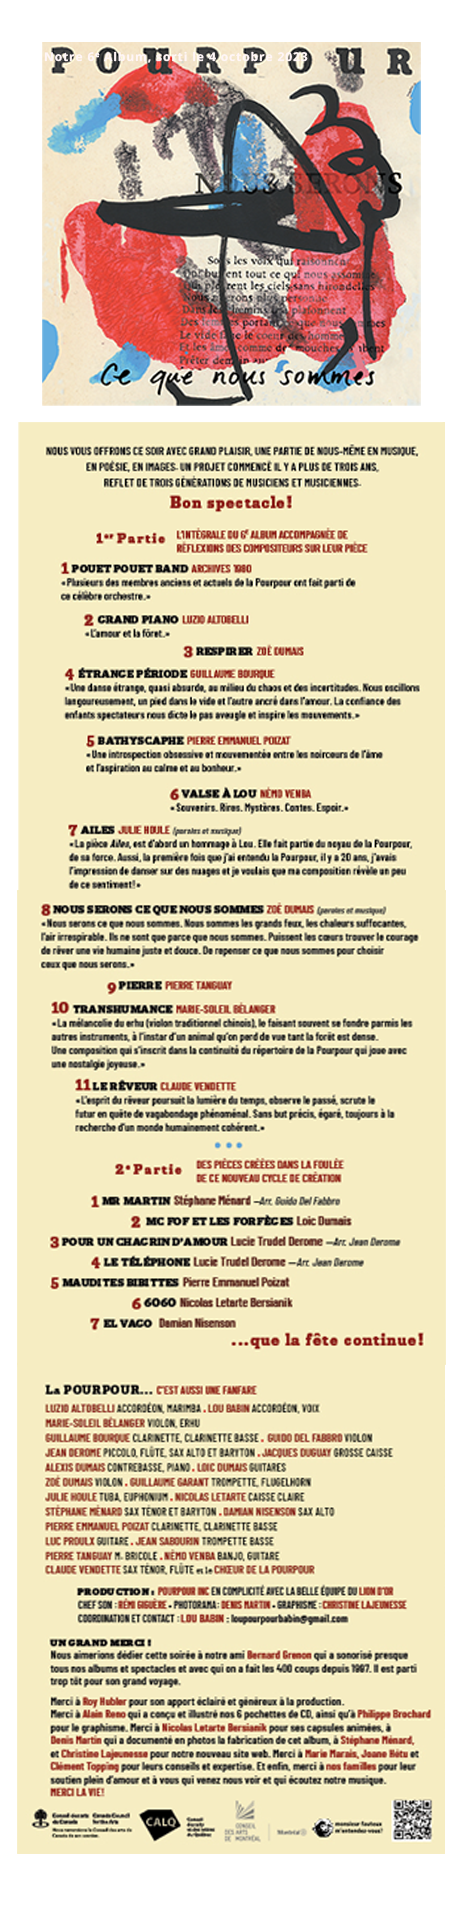 Notre 6e Album, sorti le 4 octobre 2023
POURPOUR
NOUS SERONS
Sous les voix qui raisonnent
Qui bu ent tout ce qui nous assomme
Qui pleurent les ciels sans hirondelles
Nous serons plus personne
Dans les chemins qui plafonnent
Des femmes portant que nous mmes
Le vide face le coeur des hommes
Et les âmes comme des mouches bent
Prêter demain
Ce que nous sommes
NOUS VOUS OFFRONS CE SOIR AVEC GRAND PLAISIR, UNE PARTIE DE NOUS-MÊME EN MUSIQUE,
EN POÉSIE, EN IMAGES. UN PROJET COMMENCÉ IL Y A PLUS DE TROIS ANS,
REFLET DE TROIS GÉNÉRATIONS DE MUSICIENS ET MUSICIENNES.
Bon spectacle!
1ère Partie L'INTÉGRALE DU 6E ALBUM ACCOMPAGNÉE DE
RÉFLEXIONS DES COMPOSITEURS SUR LEUR PIÈCE
1 POUET POUET BAND ARCHIVES 1980
«Plusieurs des membres anciens et actuels de la Pourpour ont fait parti de
ce célèbre orchestre.»
2 GRAND PIANO LUZIO ALTOBELLI
«L'amour et la fôret.»
3 RESPIRER ZOÉ DUMAIS
4 ÉTRANGE PÉRIODE GUILLAUME BOURQUE
«Une danse étrange, quasi absurde, au milieu du chaos et des incertitudes. Nous oscillons
langoureusement, un pied dans le vide et l'autre ancré dans l'amour. La confiance des
enfants spectateurs nous dicte le pas aveugle et inspire les mouvements.»
5 BATHYSCAPHE PIERRE EMMANUEL POIZAT
«Une introspection obsessive et mouvementée entre les noirceurs de l'âme
et l'aspiration au calme et au bonheur.»
6 VALSE À LOU NÉMO VENBA
«Souvenirs. Rires. Mystères. Contes. Espoir.»
7 AILES JULIE HOULE (paroles et musique)
«La pièce Ailes, est d'abord un hommage à Lou. Elle fait partie du noyau de la Pourpour,
de sa force. Aussi, la première fois que j'ai entendu la Pourpour, il y a 20 ans, j'avais
l'impression de danser sur des nuages et je voulais que ma composition révèle un peu
de ce sentiment!»
8 NOUS SERONS CE QUE NOUS SOMMES ZOÉ DUMAIS (paroles et musique)
«Nous serons ce que nous sommes. Nous sommes les grands feux, les chaleurs suffocantes,
l'air irrespirable. Ils ne sont que parce que nous sommes. Puissent les cœurs trouver le courage
de rêver une vie humaine juste et douce. De repenser ce que nous sommes pour choisir
ceux que nous serons.»
9 PIERRE PIERRE TANGUAY
10 TRANSHUMANCE MARIE-SOLEIL BÉLANGER
«La mélancolie du erhu (violon traditionnel chinois), le faisant souvent se fondre parmis les
autres instruments, à l'instar d'un animal qu'on perd de vue tant la forêt est dense.
Une composition qui s'inscrit dans la continuité du répertoire de la Pourpour qui joue avec
une nostalgie joyeuse.»
11 LE RÊVEUR CLAUDE VENDETTE
«L'esprit du rêveur poursuit la lumière du temps, observe le passé, scrute le
futur en quête de vagabondage phénoménal. Sans but précis, égaré, toujours à la
recherche d'un monde humainement cohérent.»
2e Partie DES PIÈCES CRÉÉES DANS LA FOULÉE
DE CE NOUVEAU CYCLE DE CRÉATION
1 MR MARTIN Stéphane Ménard —Arr. Guido Del Fabbro
2 MC FOF ET LES FORFÈCES Loic Dumais
3 POUR UN CHAGRIN D'AMOUR Lucie Trudel Derome —Arr. Jean Derome
4 LE TÉLÉPHONE Lucie Trudel Derome —Arr. Jean Derome
5 MAUDITES BIBITTES Pierre Emmanuel Poizat
6 6060 Nicolas Letarte Bersianik
7 EL VAGO Damian Nisenson
...que la fête continue!
La POURPOUR... C'EST AUSSI UNE FANFARE
LUZIO ALTOBELLI ACCORDÉON, MARIMBA . LOU BABIN ACCORDÉON, VOIX
MARIE-SOLEIL BÉLANGER VIOLON, ERHU
GUILLAUME BOURQUE CLARINETTE, CLARINETTE BASSE . GUIDO DEL FABBRO VIOLON
JEAN DEROME PICCOLO, FLÛTE, SAX ALTO ET BARYTON . JACQUES DUGUAY GROSSE CAISSE
ALEXIS DUMAIS CONTREBASSE, PIANO . LOIC DUMAIS GUITARES
ZOÉ DUMAIS VIOLON . GUILLAUME GARANT TROMPETTE, FLUGELHORN
JULIE HOULE TUBA, EUPHONIUM . NICOLAS LETARTE CAISSE CLAIRE
STÉPHANE MÉNARD SAX TÉNOR ET BARYTON . DAMIAN NISENSON SAX ALTO
PIERRE EMMANUEL POIZAT CLARINETTE, CLARINETTE BASSE
LUC PROULX GUITARE . JEAN SABOURIN TROMPETTE BASSE
PIERRE TANGUAY M. BRICOLE . NÉMO VENBA BANJO, GUITARE
CLAUDE VENDETTE SAX TÉNOR, FLÛTE et le CHŒUR DE LA POURPOUR
PRODUCTION : POURPOUR INC EN COMPLICITÉ AVEC LA BELLE ÉQUIPE DU LION D'OR
CHEF SON : RÉMI GIGUÈRE • PHOTORAMA: DENIS MARTIN • GRAPHISME : CHRISTINE LAJEUNESSE
COORDINATION ET CONTACT : LOU BABIN : loupourpourbabin@gmail.com
UN GRAND MERCI !
Nous aimerions dédier cette soirée à notre ami Bernard Grenon qui a sonorisé presque
tous nos albums et spectacles et avec qui on a fait les 400 coups depuis 1997. Il est parti
trop tôt pour son grand voyage.
Merci à Roy Hubler pour son apport éclairé et généreux à la production.
Merci à Alain Reno qui a conçu et illustré nos 6 pochettes de CD, ainsi qu'à Philippe Brochard
pour le graphisme. Merci à Nicolas Letarte Bersianik pour ses capsules animées, à
Denis Martin qui a documenté en photos la fabrication de cet album, à Stéphane Ménard,
et Christine Lajeunesse pour notre nouveau site web. Merci à Marie Marais, Joane Hétu et
Clément Topping pour leurs conseils et expertise. Et enfin, merci à nos familles pour leur
soutien plein d'amour et à vous qui venez nous voir et qui écoutez notre musique.
MERCI LA VIE!
Conseil des arts du Canada Canada Council for the Arts
CALQ Conseil des arts et des lettres du Québec
CONSEIL DES ARTS DE MONTRÉAL
Montréal
monsieur fauteux m'entendez-vous?